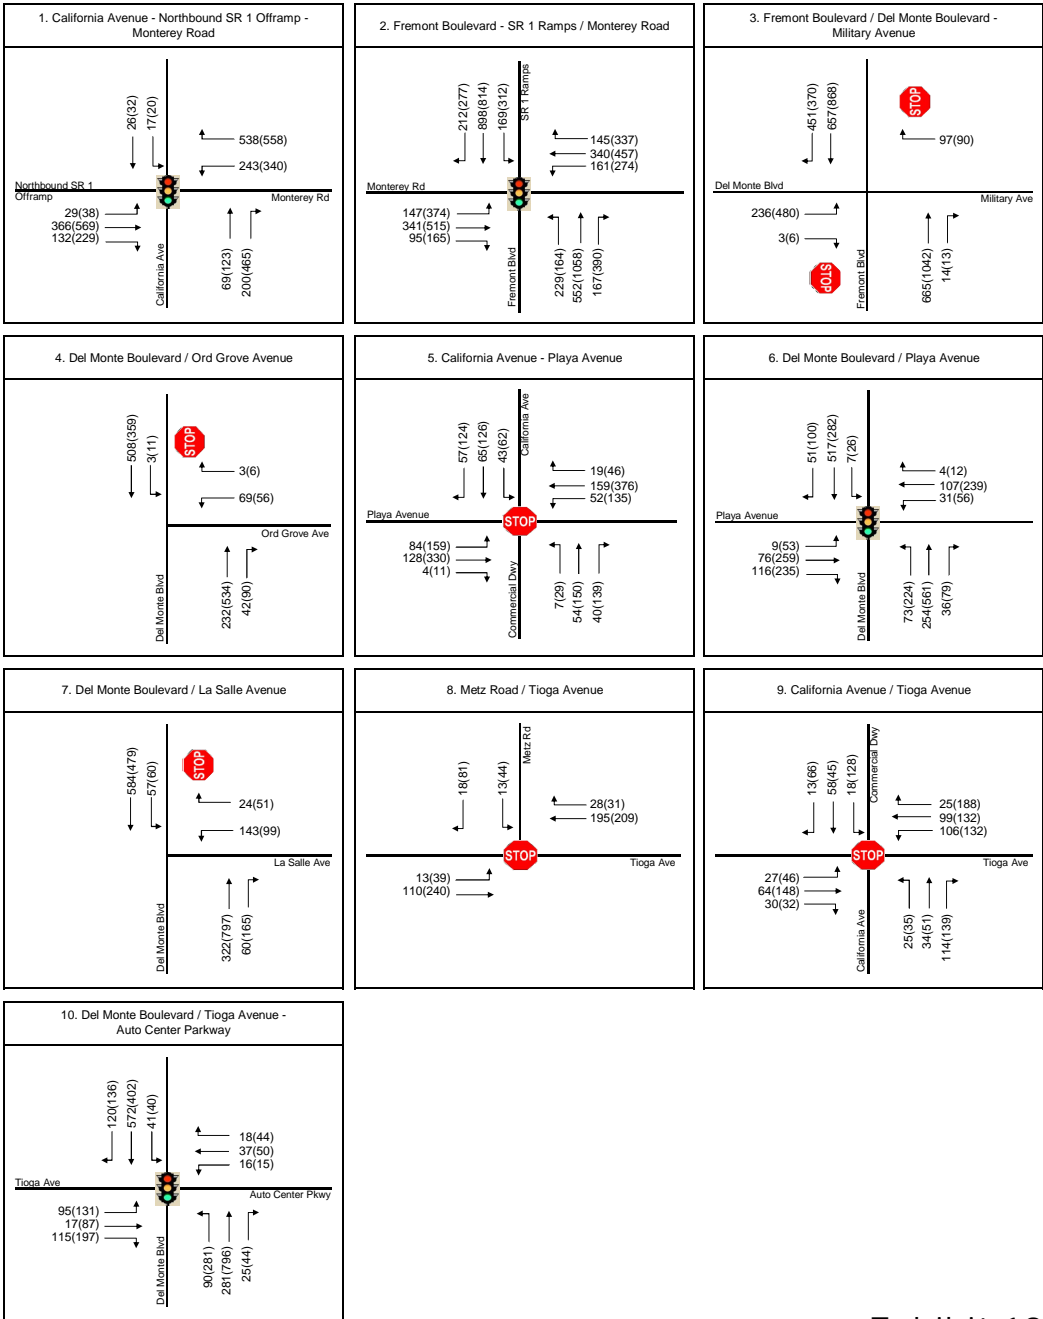 1. California Avenue - Northbound SR 1 Offramp -
Monterey Road
26(32)
17(20)
538(558)
243(340)
Northbound SR 1
Offramp
Monterey Rd
29(38)
366(569)
132(229)
California Ave
69(123)
200(465)
2. Fremont Boulevard - SR 1 Ramps / Monterey Road
212(277)
898(814)
169(312)
SR 1 Ramps
145(337)
340(457)
161(274)
Monterey Rd
147(374)
341(515)
95(165)
Fremont Blvd
229(164)
552(1058)
167(390)
3. Fremont Boulevard / Del Monte Boulevard -
Military Avenue
451(370)
657(868)
STOP
97(90)
Del Monte Blvd
Military Ave
236(480)
3(6)
STOP
Fremont Blvd
665(1042)
14(13)
4. Del Monte Boulevard / Ord Grove Avenue
508(359)
3(11)
STOP
3(6)
69(56)
Ord Grove Ave
Del Monte Blvd
232(534)
42(90)
5. California Avenue - Playa Avenue
57(124)
65(126)
43(62)
California Ave
19(46)
159(376)
52(135)
Playa Avenue
STOP
84(159)
128(330)
4(11)
Commercial Dwy
7(29)
54(150)
40(139)
6. Del Monte Boulevard / Playa Avenue
51(100)
517(282)
7(26)
4(12)
107(239)
31(56)
Playa Avenue
9(53)
76(259)
116(235)
Del Monte Blvd
73(224)
254(561)
36(79)
7. Del Monte Boulevard / La Salle Avenue
584(479)
57(60)
STOP
24(51)
143(99)
La Salle Ave
Del Monte Blvd
322(797)
60(165)
8. Metz Road / Tioga Avenue
18(81)
13(44)
Metz Rd
28(31)
195(209)
STOP
Tioga Ave
13(39)
110(240)
9. California Avenue / Tioga Avenue
13(66)
58(45)
18(128)
Commercial Dwy
25(188)
99(132)
106(132)
STOP
Tioga Ave
27(46)
64(148)
30(32)
California Ave
25(35)
34(51)
114(139)
10. Del Monte Boulevard / Tioga Avenue -
Auto Center Parkway
120(136)
572(402)
41(40)
18(44)
37(50)
16(15)
Tioga Ave
Auto Center Pkwy
95(131)
17(87)
115(197)
Del Monte Blvd
90(281)
281(796)
25(44)